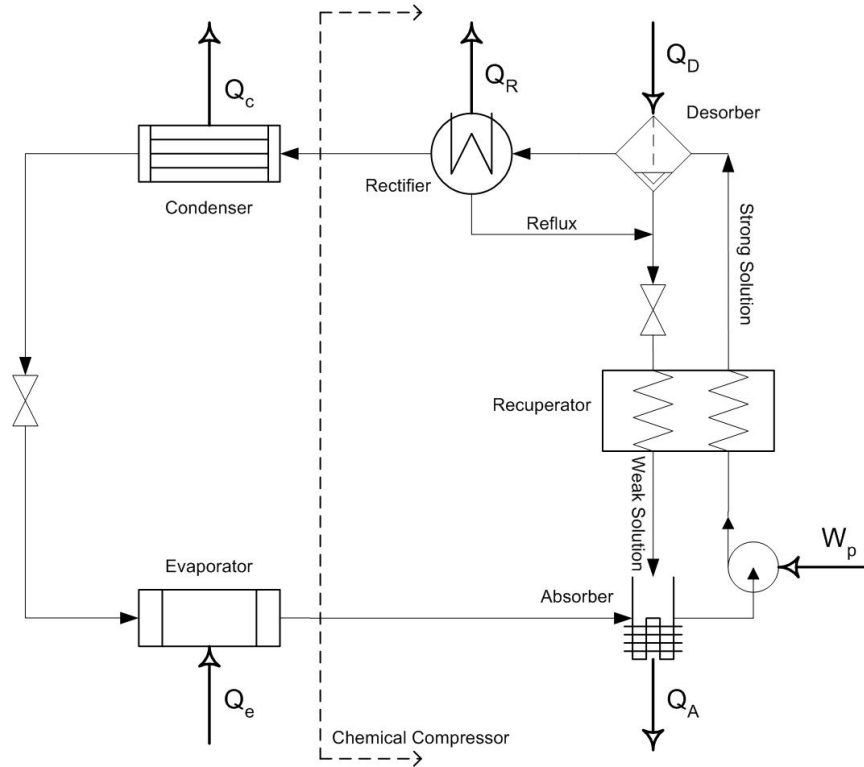 Q_c
Q_R
Q_D
Desorber
Rectifier
Condenser
Reflux
Strong Solution
Recuperator
Weak Solution
W_p
Evaporator
Absorber
Q_e
Q_A
Chemical Compressor